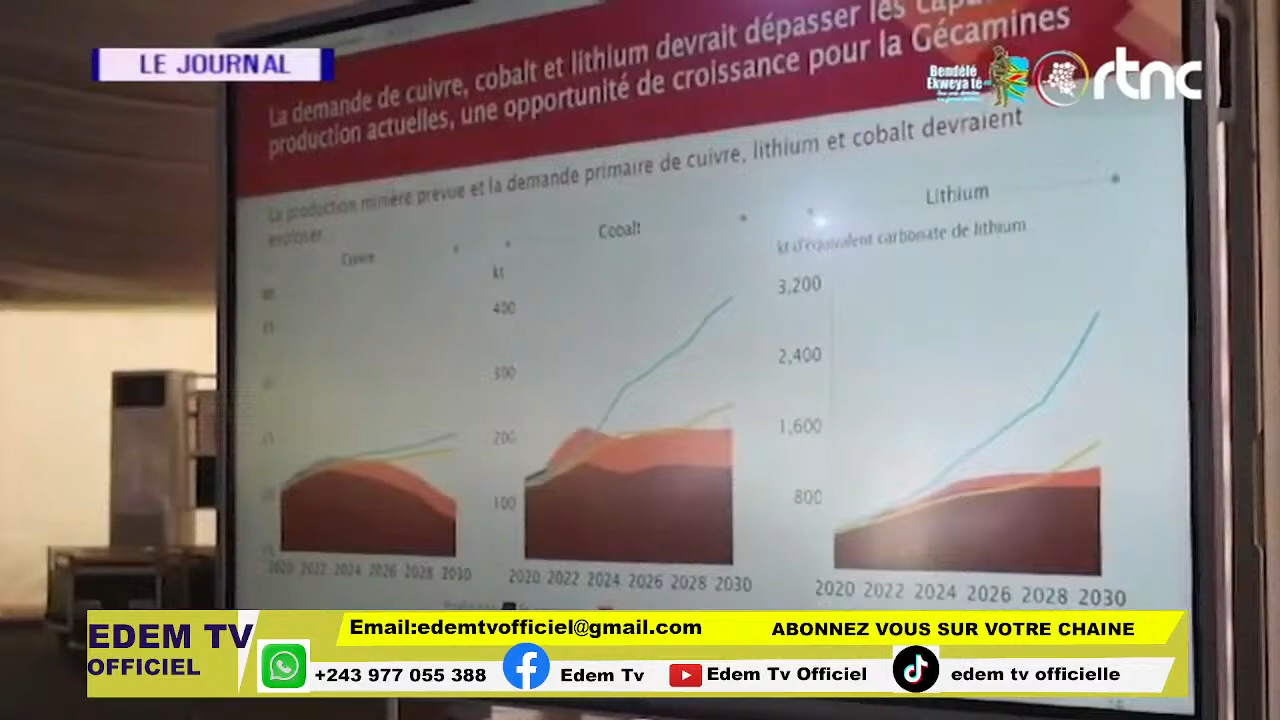 LE JOURNAL
Bendélé
Ekweya te
rtnc
La demande de cuivre, cobalt et lithium devrait dépasser les
production actuelles, une opportunité de croissance pour la Gécamines
La production minière prévue et la demande primaire de cuivre, lithium et cobalt devraient
exploser
Cuivre
Cobalt
kt
400
300
200
100
2020 2022 2024 2026 2028 2030
Lithium
kt d'équivalent carbonate de lithium
3,200
2,400
1,600
800
2020 2022 2024 2026 2028 2030
2020 2022 2024 2026 2028 2030
EDEM TV
OFFICIEL
Email:edemtvofficiel@gmail.com
ABONNEZ VOUS SUR VOTRE CHAINE
+243 977 055 388
Edem Tv
Edem Tv Officiel
edem tv officielle